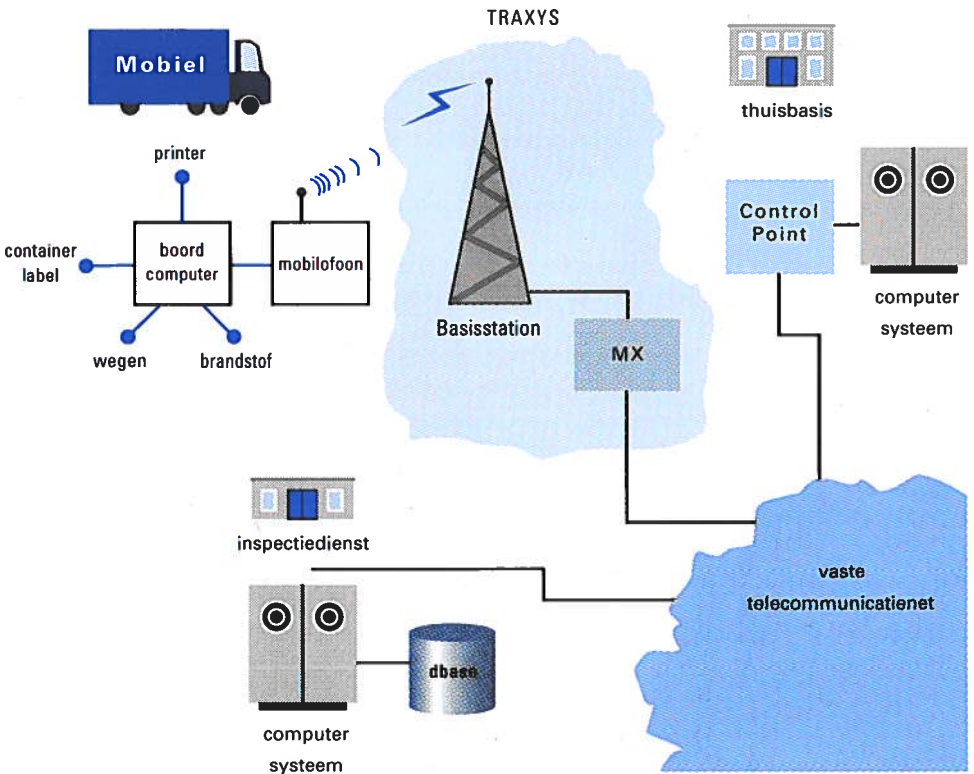 TRAXYS
Mobiel
thuisbasis
printer
container
label
boord
computer
mobilofoon
wegen
brandstof
Basisstation
MX
Control
Point
computer
systeem
inspectiedienst
vaste
telecommunicatienet
dbase
computer
systeem